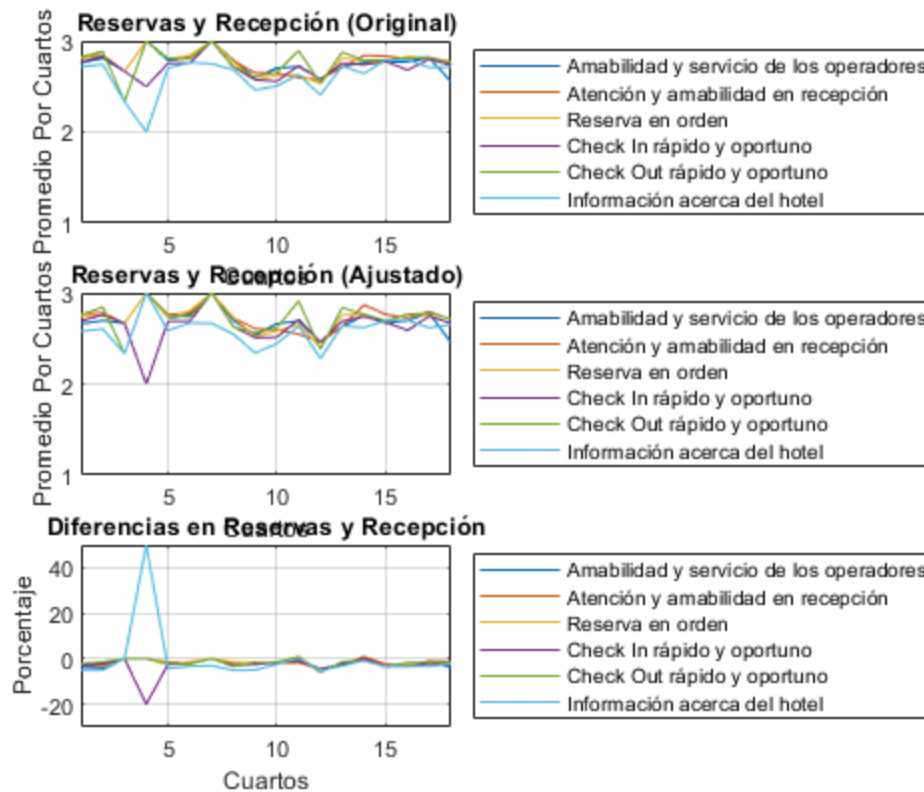 Reservas y Recepción (Original)
Promedio Por Cuartos
3
2
1
5
10
15
Cuartos
Amabilidad y servicio de los operadores
Atención y amabilidad en recepción
Reserva en orden
Check In rápido y oportuno
Check Out rápido y oportuno
Información acerca del hotel
Reservas y Recepción (Ajustado)
Promedio Por Cuartos
3
2
1
5
10
15
Cuartos
Amabilidad y servicio de los operadores
Atención y amabilidad en recepción
Reserva en orden
Check In rápido y oportuno
Check Out rápido y oportuno
Información acerca del hotel
Diferencias en Reservas y Recepción
Porcentaje
40
20
0
-20
5
10
15
Cuartos
Amabilidad y servicio de los operadores
Atención y amabilidad en recepción
Reserva en orden
Check In rápido y oportuno
Check Out rápido y oportuno
Información acerca del hotel